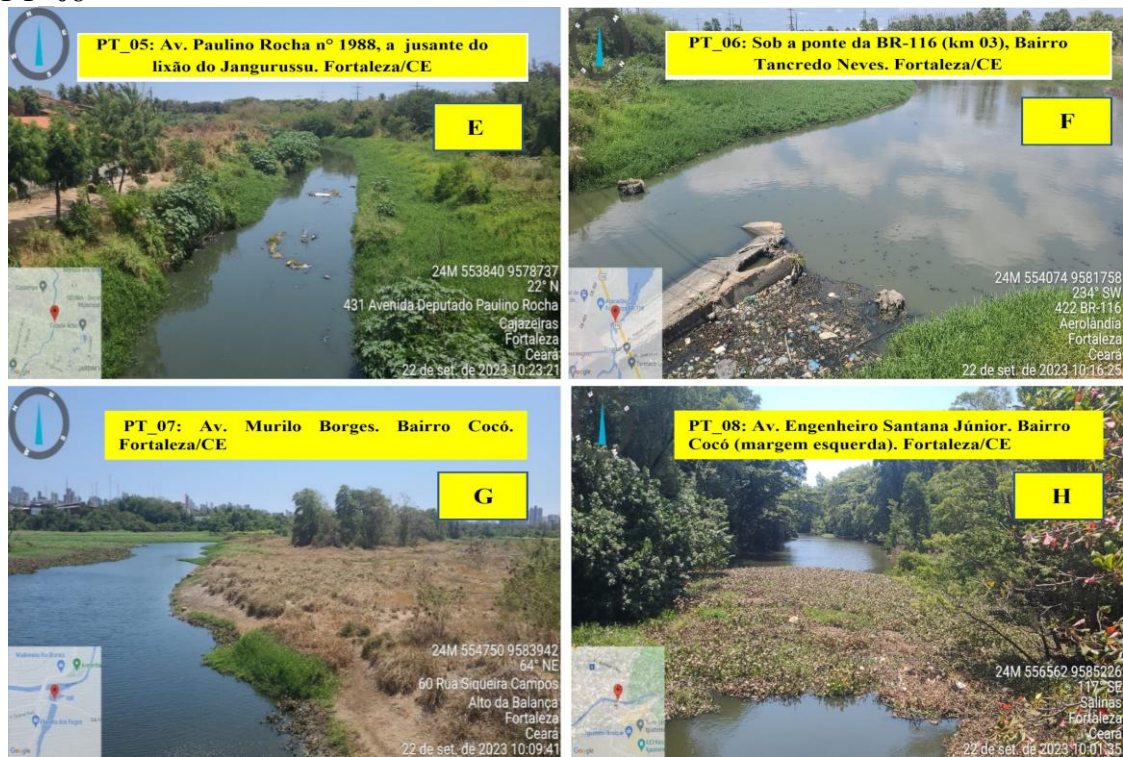 PT_05: Av. Paulino Rocha n° 1988, a jusante do
lixão do Jangurussu. Fortaleza/CE
E
24M 553840 9578737
22° N
431 Avenida Deputado Paulino Rocha
Cajazeiras
Fortaleza
Ceará
22 de set. de 2023 10:23:21
Google
PT_06: Sob a ponte da BR-116 (km 03), Bairro
Tancredo Neves. Fortaleza/CE
F
24M 554074 9581758
234° SW
422 BR-116
Aerolândia
Fortaleza
Ceará
22 de set. de 2023 10:16:25
Google
PT_07: Av. Murilo Borges. Bairro Cocó.
Fortaleza/CE
G
24M 554750 9583942
64° NE
60 Rua Siqueira Campos
Alto da Balança
Fortaleza
Ceará
22 de set. de 2023 10:09:41
Google
PT_08: Av. Engenheiro Santana Júnior. Bairro
Cocó (margem esquerda). Fortaleza/CE
H
24M 556562 9585226
117° SE
Salinas
Fortaleza
Ceará
22 de set. de 2023 10:01:35
Google